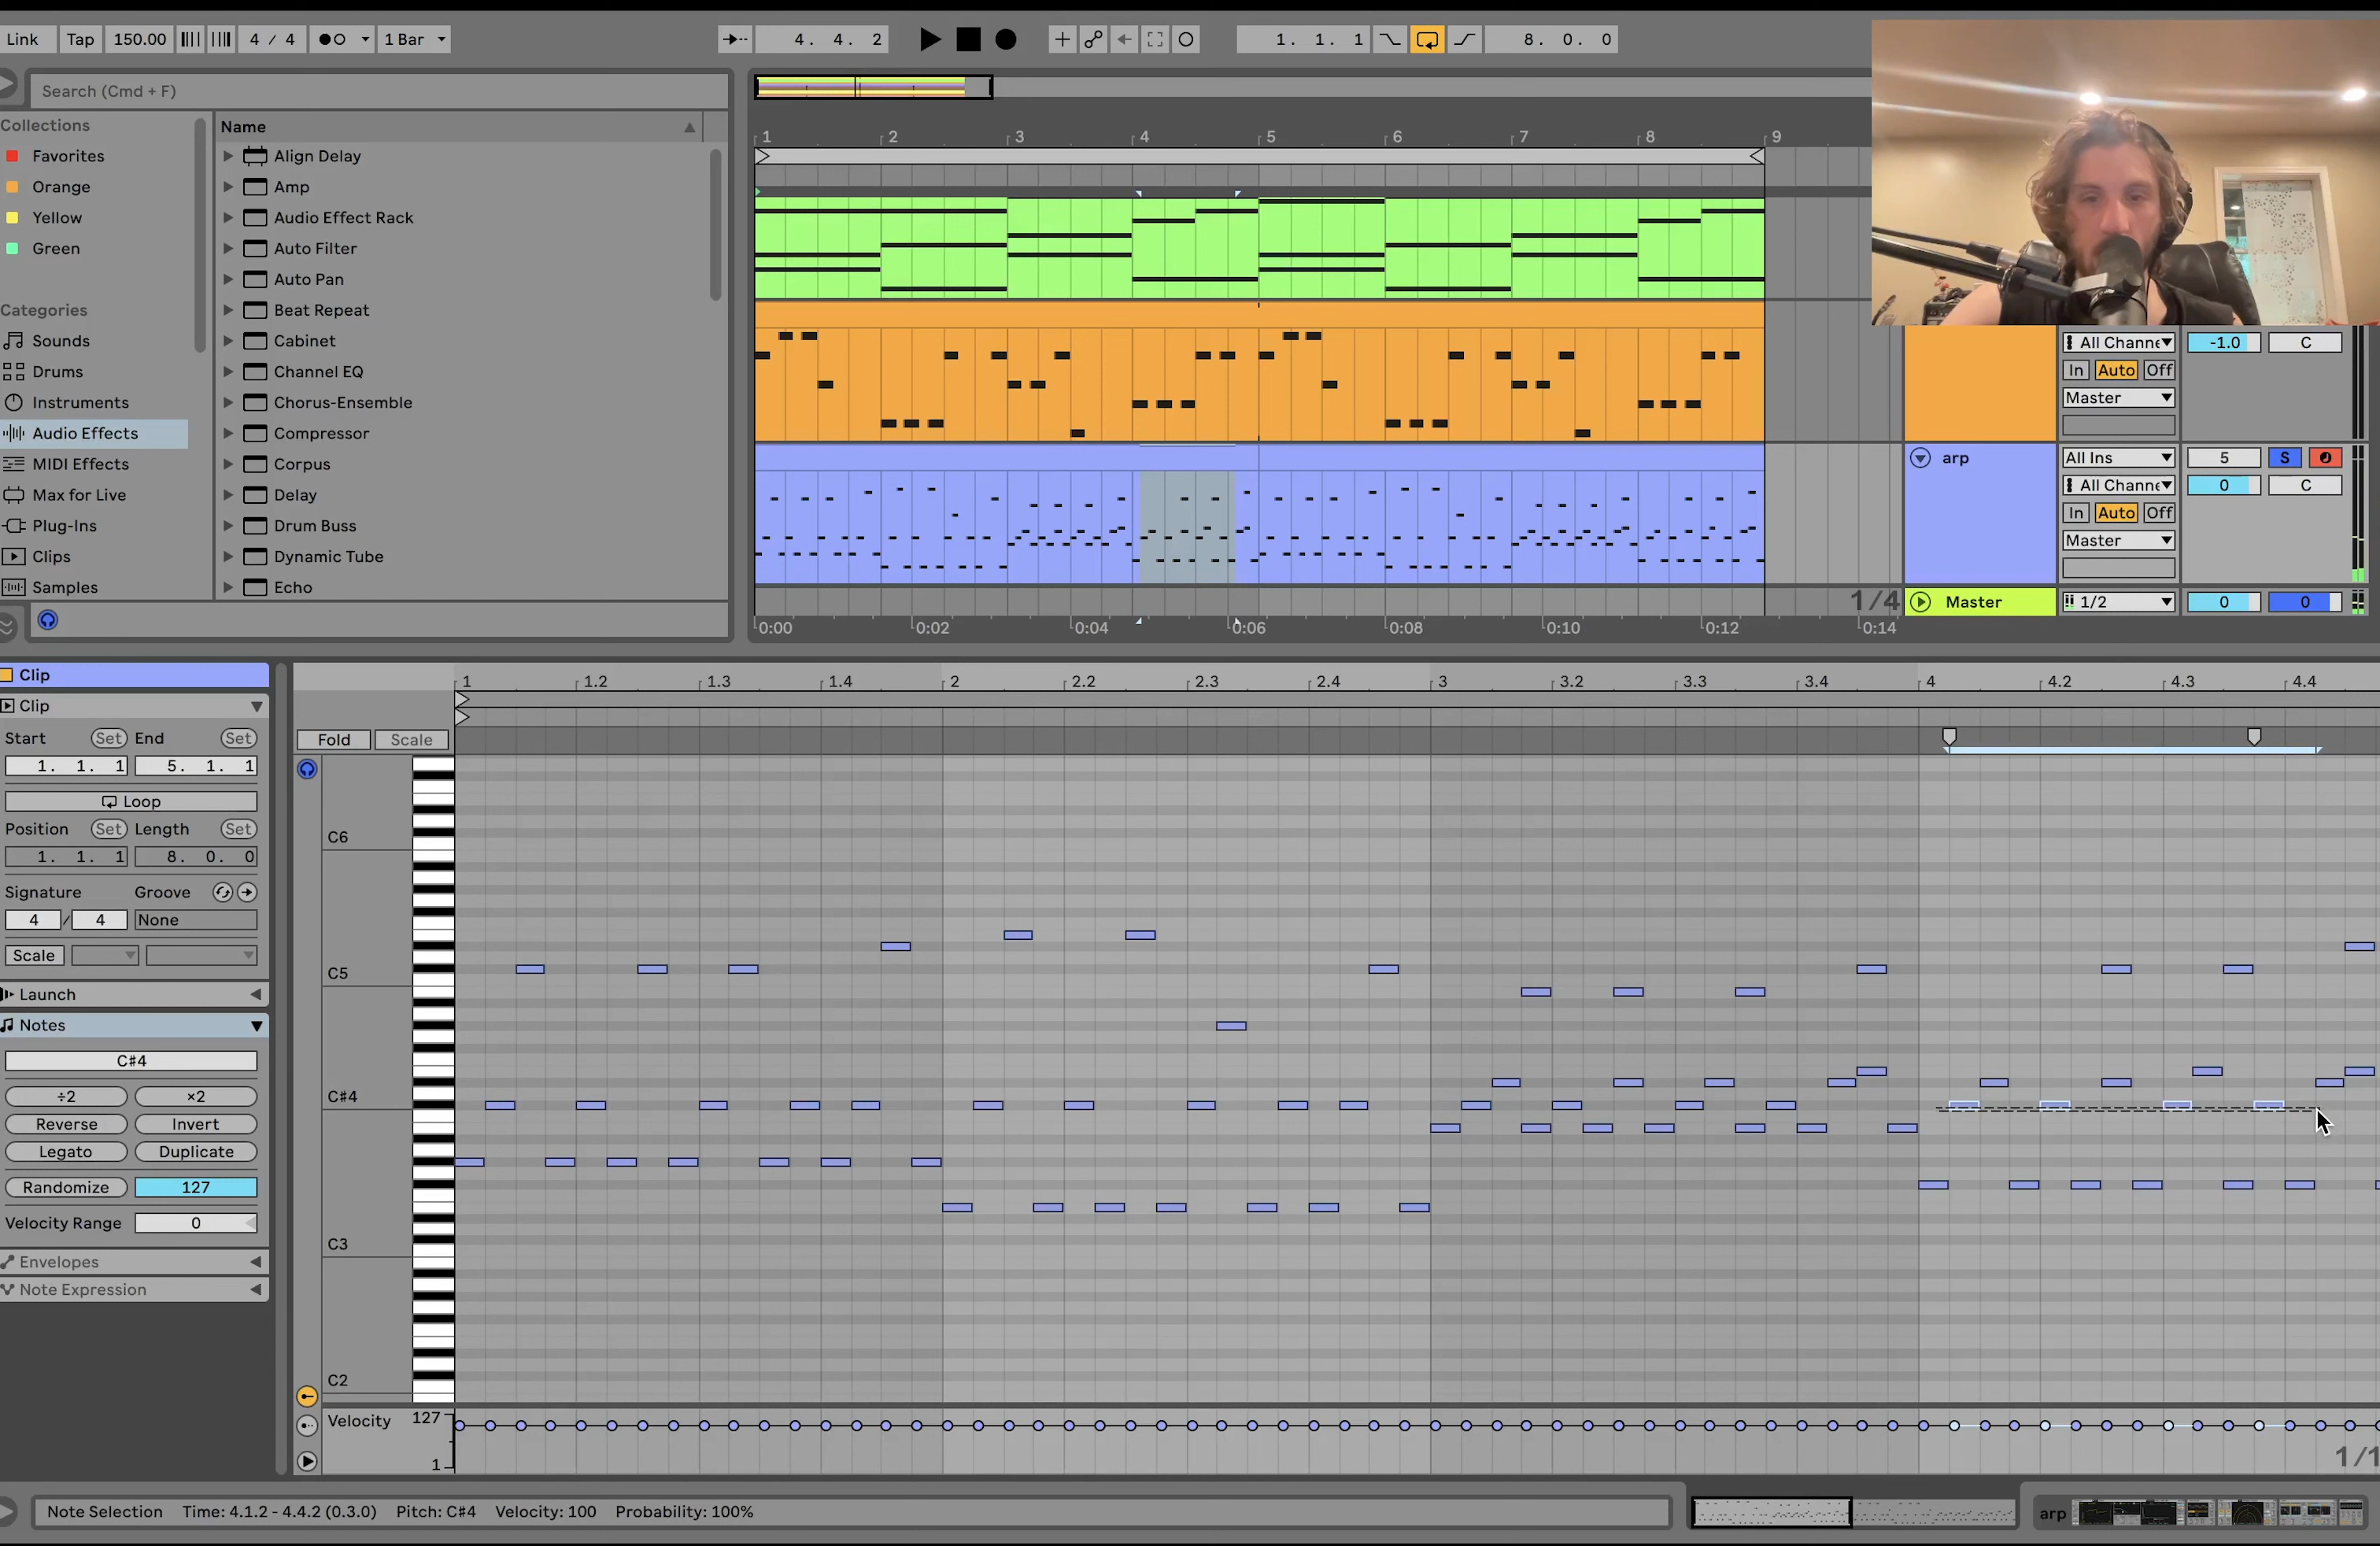 Link Tap 150.00 4 / 4 1 Bar 4. 4. 2 1. 1. 1 8. 0. 0
Search (Cmd + F)
Collections
Favorites
Orange
Yellow
Green
Categories
Sounds
Drums
Instruments
Audio Effects
MIDI Effects
Max for Live
Plug-Ins
Clips
Samples
Name
Align Delay
Amp
Audio Effect Rack
Auto Filter
Auto Pan
Beat Repeat
Cabinet
Channel EQ
Chorus-Ensemble
Compressor
Corpus
Delay
Drum Buss
Dynamic Tube
Echo
1 2 3 4 5 6 7 8 9
All Channe -1.0 C
In Auto Off
Master
arp All Ins 5 S
All Channe 0 C
In Auto Off
Master
1/4 Master 1/2 0 0
0:00 0:02 0:04 0:06 0:08 0:10 0:12 0:14
Clip
Clip
Start Set End Set
1. 1. 1 5. 1. 1
Loop
Position Set Length Set
1. 1. 1 8. 0. 0
Signature Groove
4 / 4 None
Scale
Launch
Notes
C#4
÷2 ×2
Reverse Invert
Legato Duplicate
Randomize 127
Velocity Range 0
Envelopes
Note Expression
1 1.2 1.3 1.4 2 2.2 2.3 2.4 3 3.2 3.3 3.4 4 4.2 4.3 4.4
Fold Scale
C6
C5
C#4
C3
C2
Velocity 127
1
1/1
Note Selection Time: 4.1.2 - 4.4.2 (0.3.0) Pitch: C#4 Velocity: 100 Probability: 100%
arp